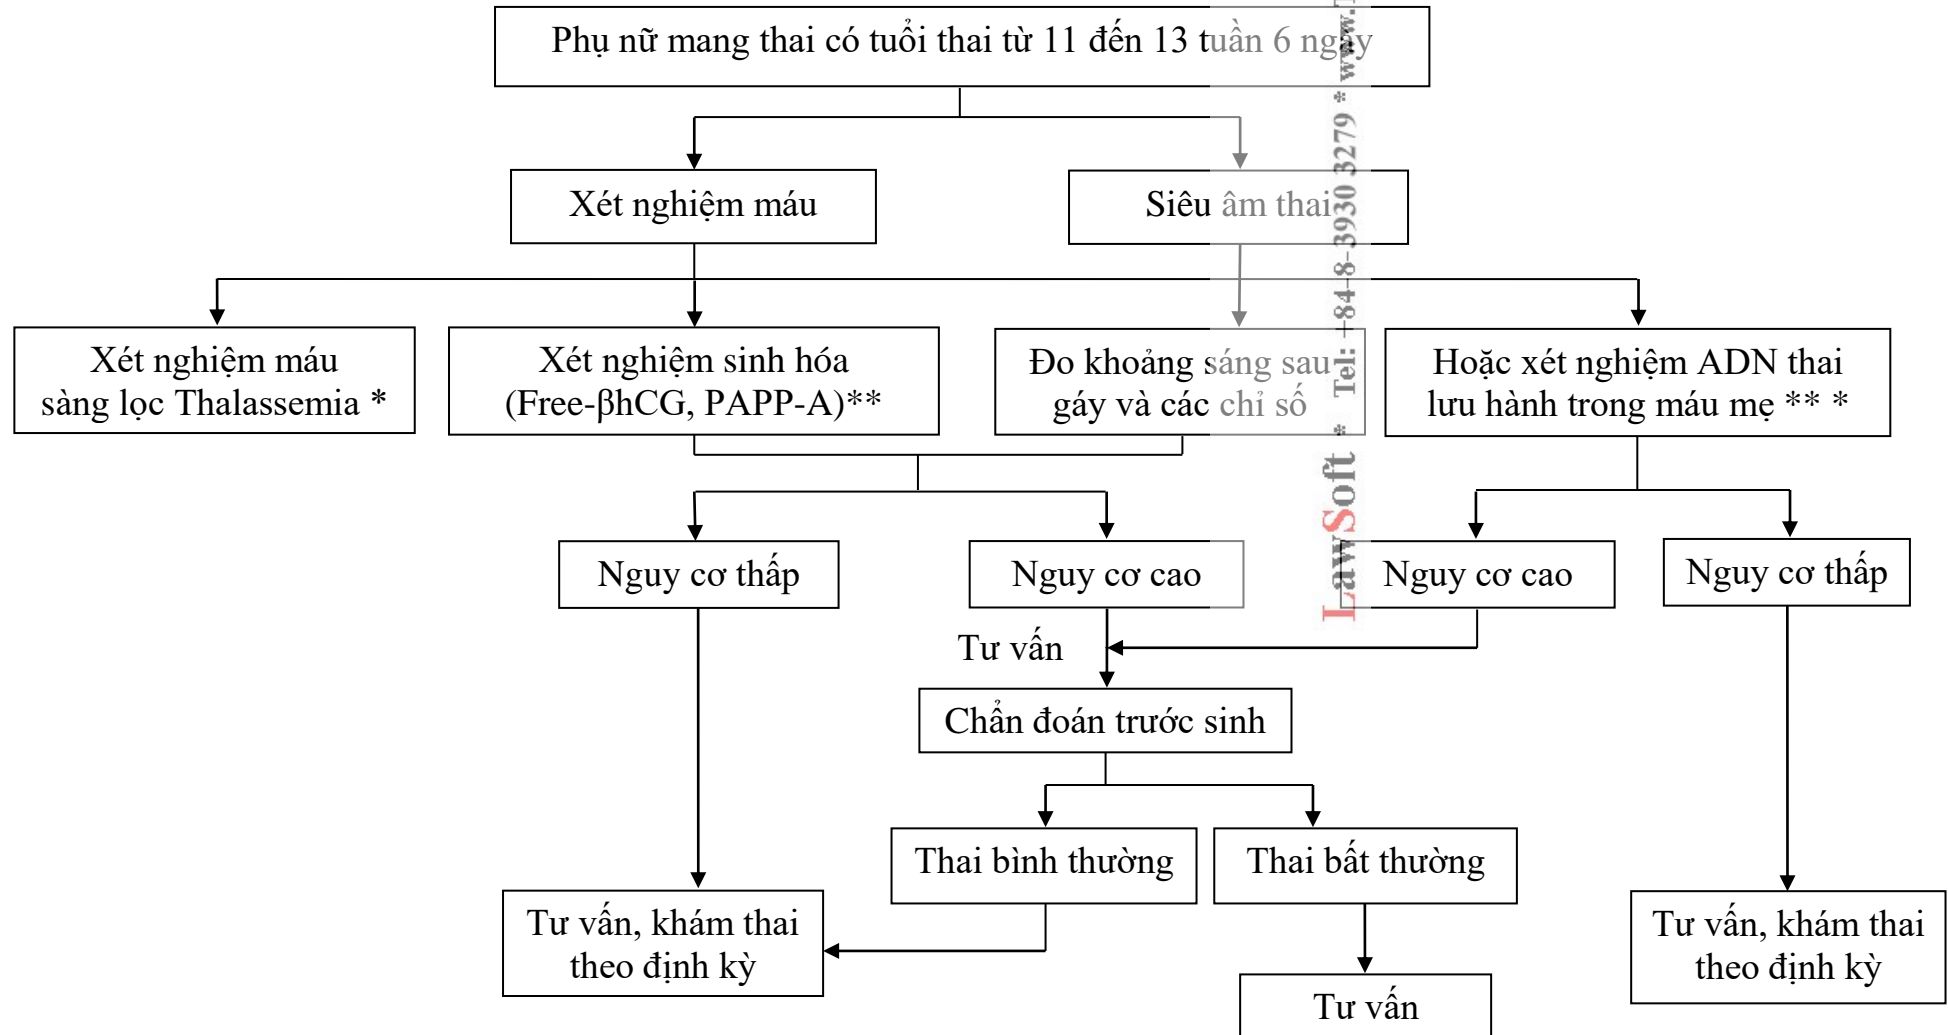 Phụ nữ mang thai có tuổi thai từ 11 đến 13 tuần 6 ngày
Xét nghiệm máu
Siêu âm thai
Xét nghiệm máu
sàng lọc Thalassemia *
Xét nghiệm sinh hóa
(Free-βhCG, PAPP-A)**
Đo khoảng sáng sau
gáy và các chỉ số
Hoặc xét nghiệm ADN thai
lưu hành trong máu mẹ ** *
Nguy cơ thấp
Nguy cơ cao
Nguy cơ cao
Nguy cơ thấp
Tư vấn
Chẩn đoán trước sinh
Thai bình thường
Thai bất thường
Tư vấn, khám thai
theo định kỳ
Tư vấn, khám thai
theo định kỳ
Tư vấn
LawSoft * Tel: +84-8-3930 3279 * www.